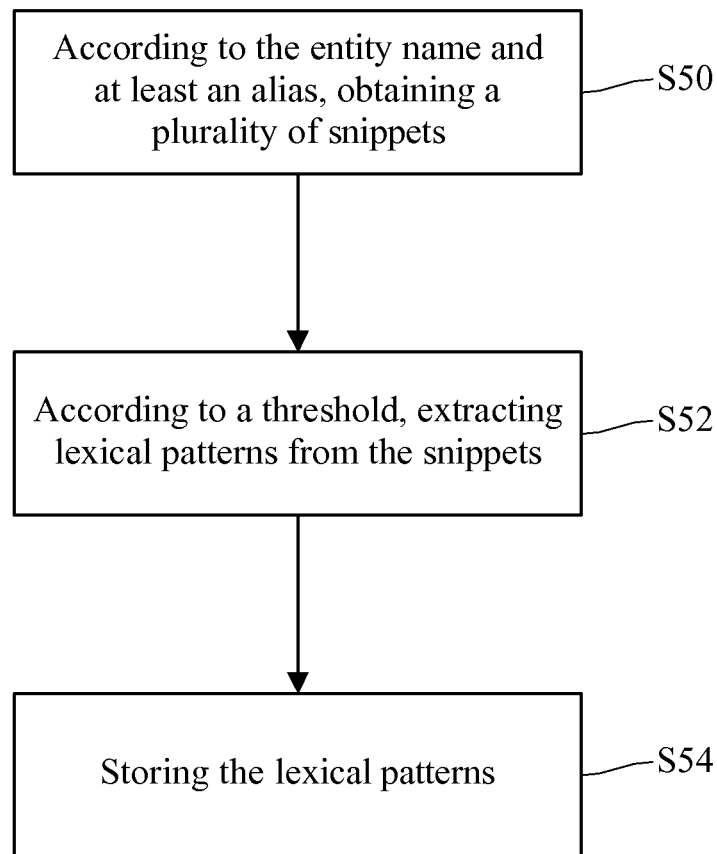 According to the entity name and
at least an alias, obtaining a
plurality of snippets
S50
According to a threshold, extracting
lexical patterns from the snippets
S52
Storing the lexical patterns
S54